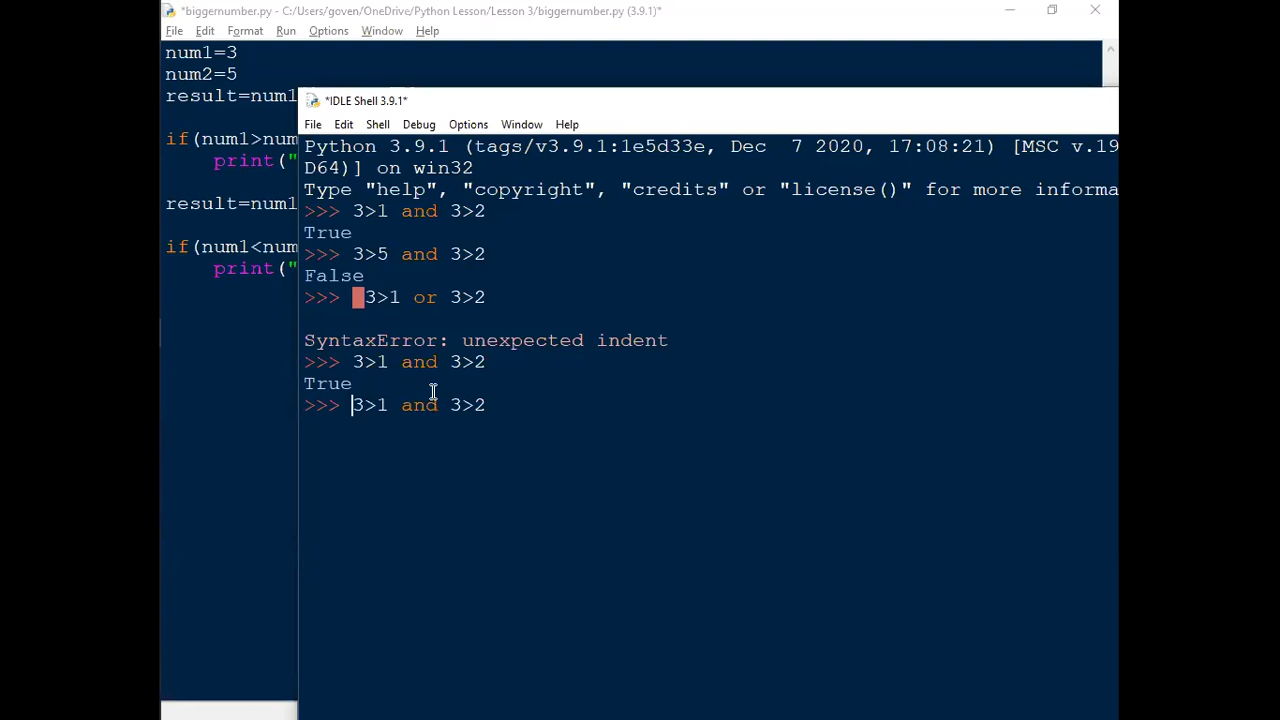 *biggernumber.py - C:/Users/goven/OneDrive/Python Lesson/Lesson 3/biggernumber.py (3.9.1)*
File Edit Format Run Options Window Help
num1=3
num2=5
result=num1
if(num1>num
print("
result=num1
if(num1<num
print("
*IDLE Shell 3.9.1*
File Edit Shell Debug Options Window Help
Python 3.9.1 (tags/v3.9.1:1e5d33e, Dec 7 2020, 17:08:21) [MSC v.19
D64)] on win32
Type "help", "copyright", "credits" or "license()" for more informa
>>> 3>1 and 3>2
True
>>> 3>5 and 3>2
False
>>> 3>1 or 3>2
SyntaxError: unexpected indent
>>> 3>1 and 3>2
True
>>> 3>1 and 3>2